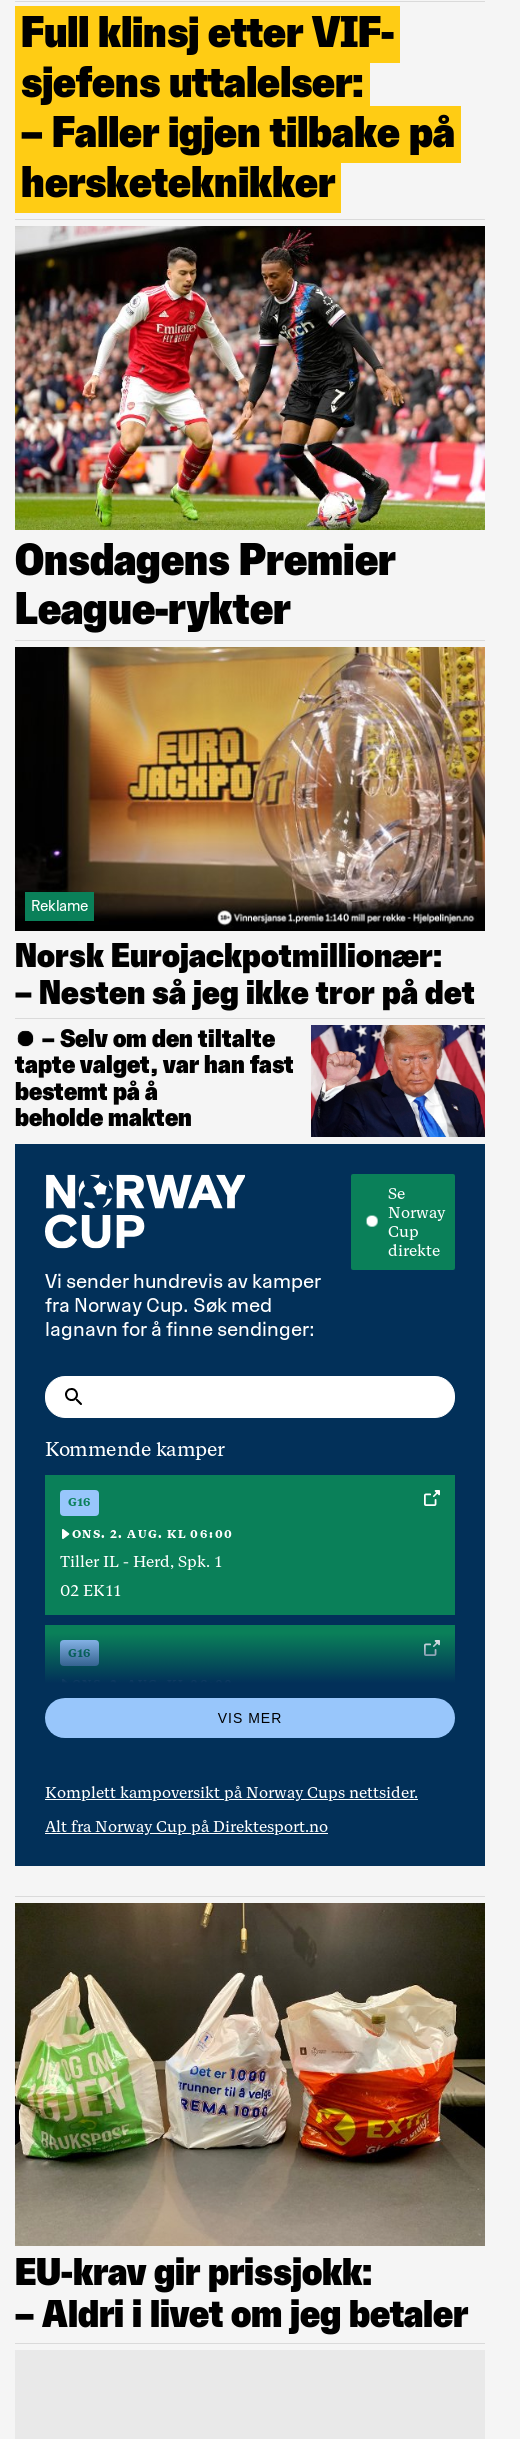 Full klinsj etter VIF-
sjefens uttalelser:
– Faller igjen tilbake på
hersketeknikker
Emirates
FLY BETTER
cinch
7
Onsdagens Premier
League-rykter
EURO
JACKPOT
Reklame
18+ Vinnersjanse 1.premie 1:140 mill per rekke - Hjelpelinjen.no
Norsk Eurojackpotmillionær:
– Nesten så jeg ikke tror på det
– Selv om den tiltalte
tapte valget, var han fast
bestemt på å
beholde makten
NORWAY
CUP
Se
Norway
Cup
direkte
Vi sender hundrevis av kamper
fra Norway Cup. Søk med
lagnavn for å finne sendinger:
Kommende kamper
G16
ONS. 2. AUG. KL 06:00
Tiller IL - Herd, Spk. 1
02 EK11
G16
VIS MER
Komplett kampoversikt på Norway Cups nettsider.
Alt fra Norway Cup på Direktesport.no
OG OM
IGJEN
BAUKSPOSE
Det er 1000
grunner til å velge
REMA 1000
EXTRA
EU-krav gir prissjokk:
– Aldri i livet om jeg betaler